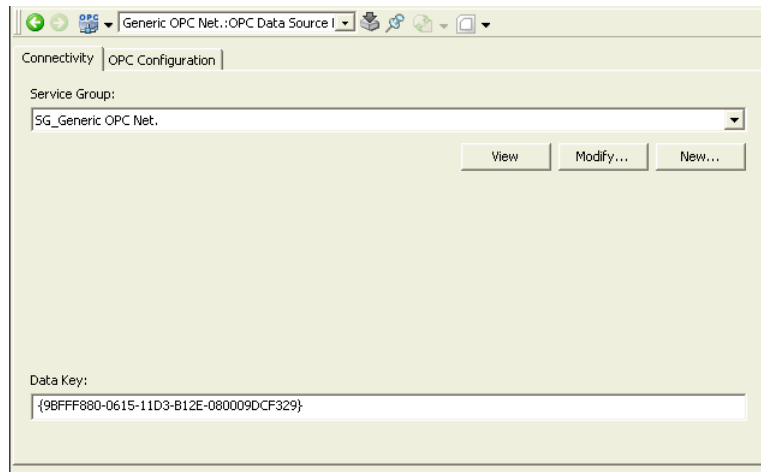 OPC Generic OPC Net.:OPC Data Source
Connectivity OPC Configuration
Service Group:
SG_Generic OPC Net.
View Modify... New...
Data Key:
{9BFFF880-0615-11D3-B12E-080009DCF329}